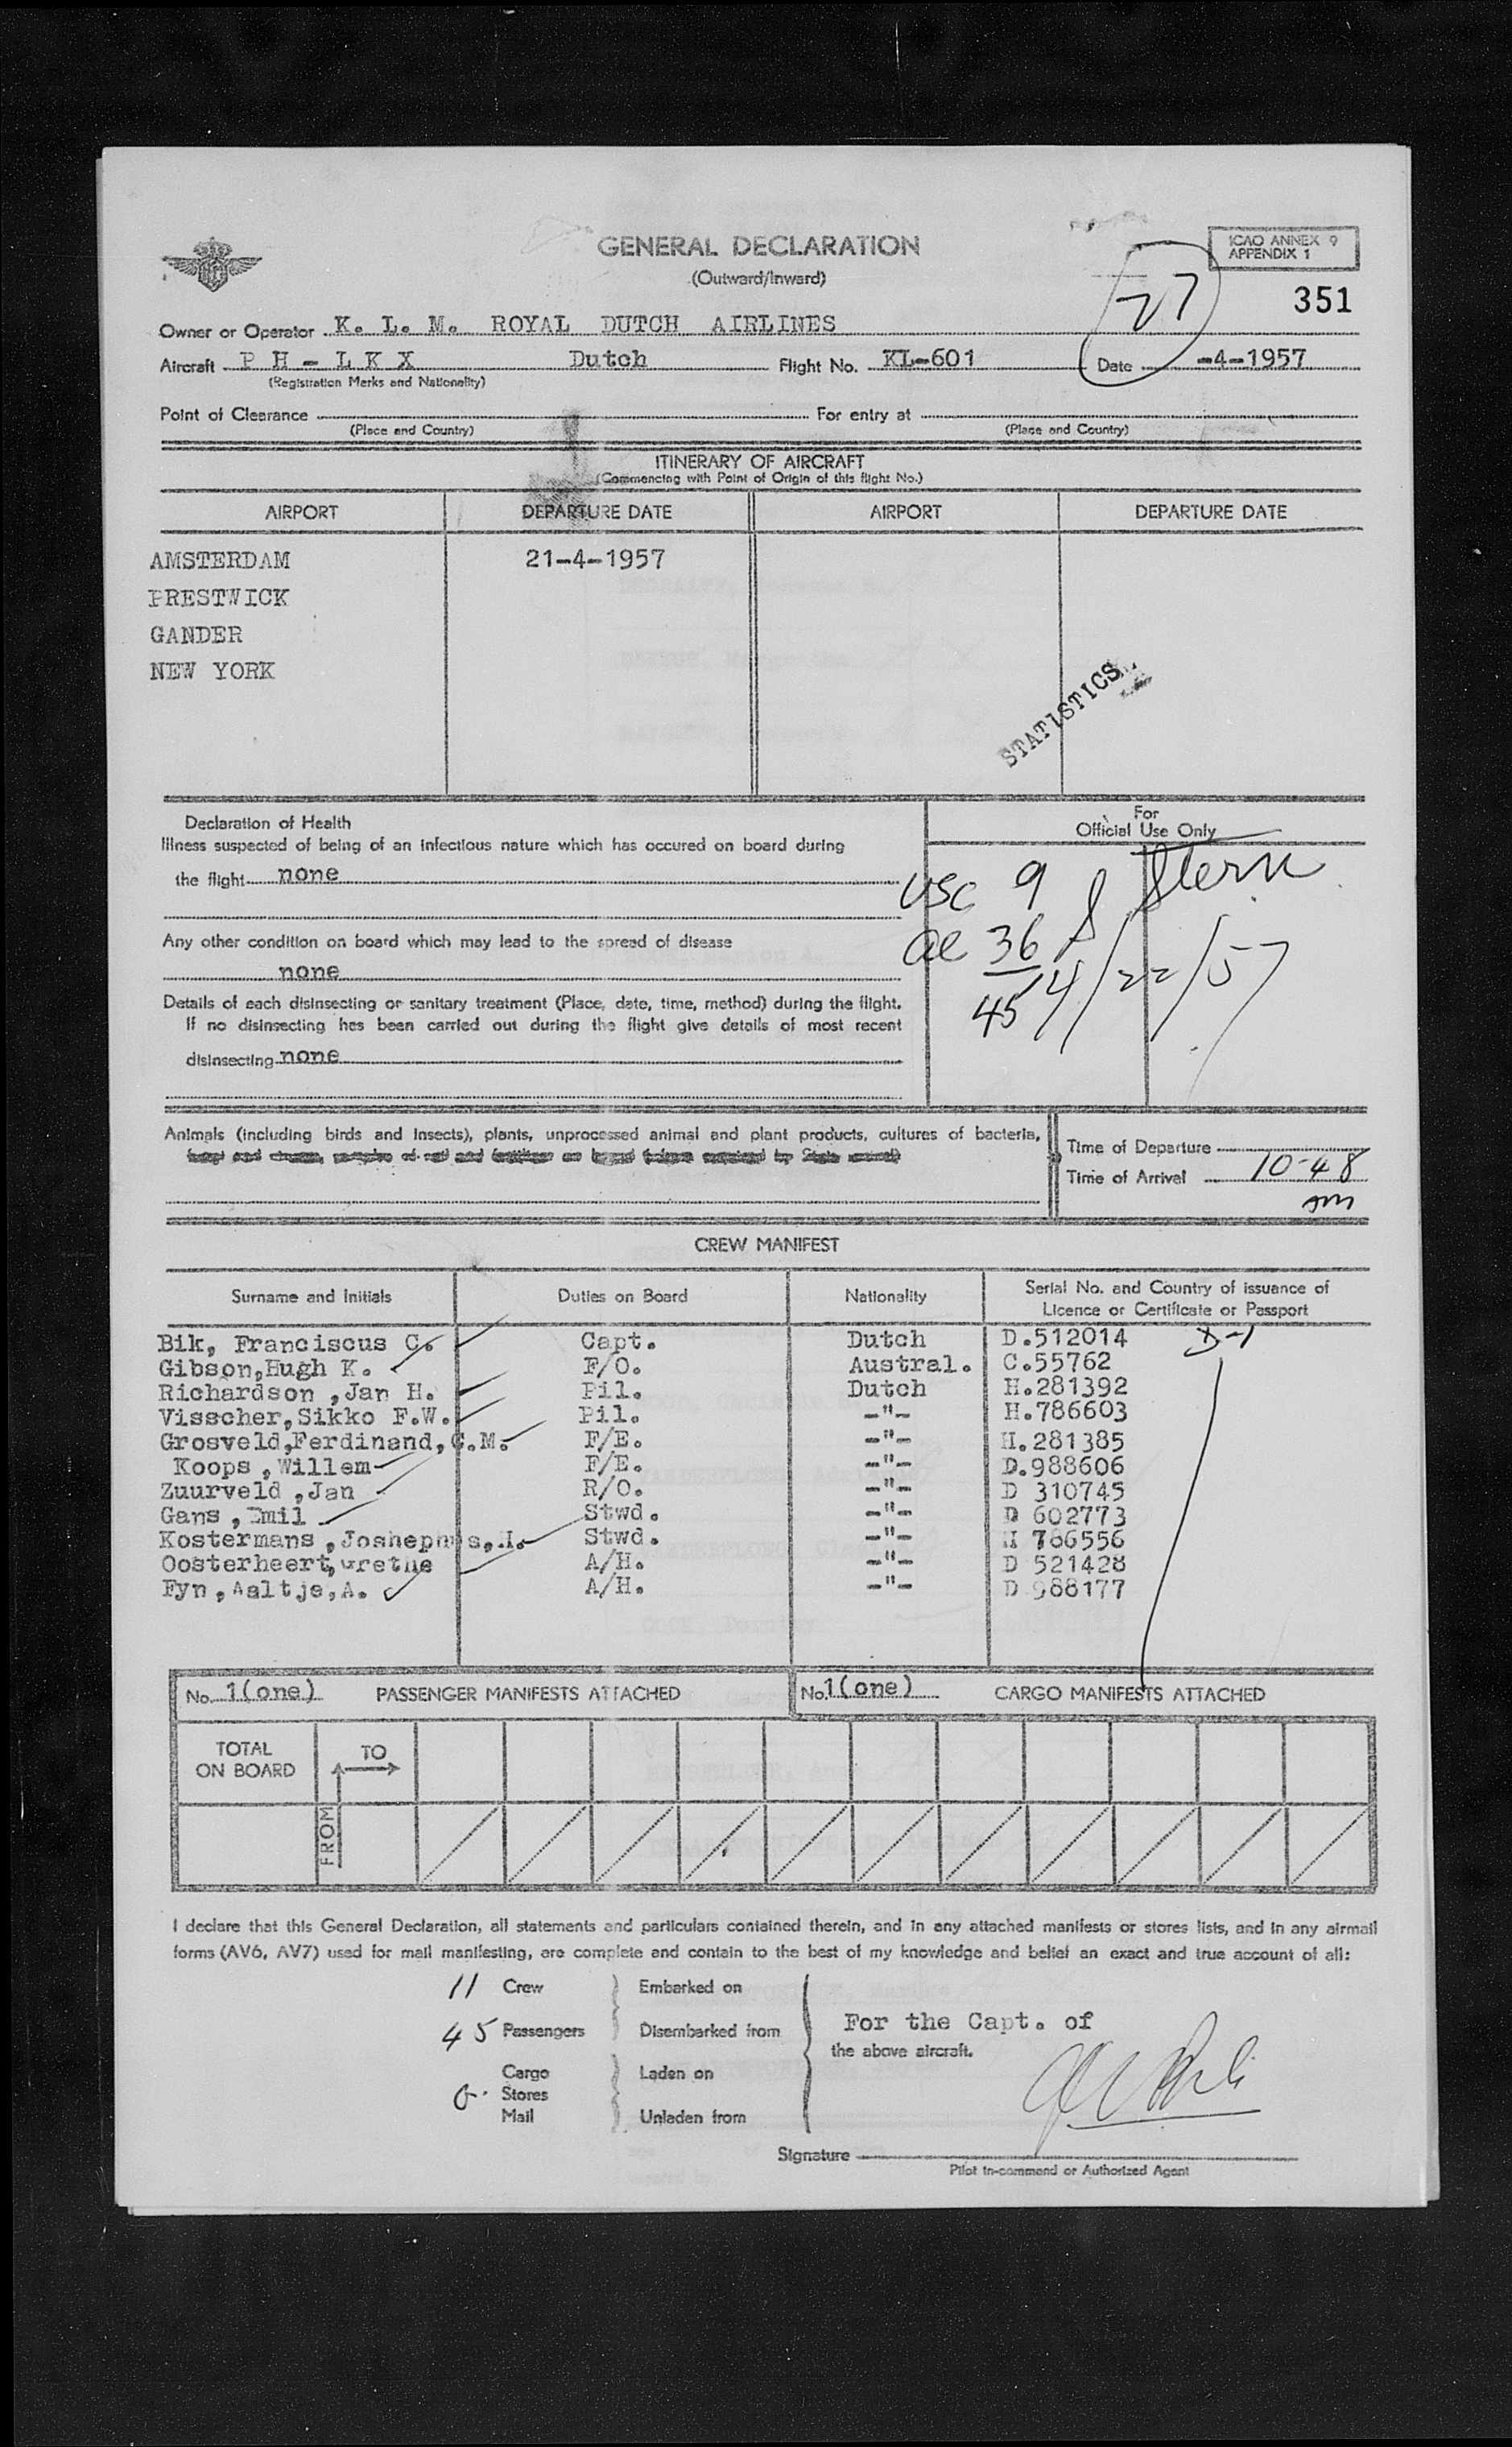 GENERAL DECLARATION
(Outward/Inward)
ICAO ANNEX 9
APPENDIX 1
351
27
Owner or Operator K. L. M. ROYAL DUTCH AIRLINES
Aircraft P H - L K X Dutch Flight No. KL-601 Date -4-1957
(Registration Marks and Nationality)
Point of Clearance For entry at
(Place and Country) (Place and Country)
ITINERARY OF AIRCRAFT
(Commencing with Point of Origin of this flight No.)
AIRPORT DEPARTURE DATE AIRPORT DEPARTURE DATE
AMSTERDAM 21-4-1957
PRESTWICK
GANDER
NEW YORK
STATISTICS
Declaration of Health
Illness suspected of being of an infectious nature which has occured on board during
the flight none
Any other condition on board which may lead to the spread of disease
none
Details of each disinsecting or sanitary treatment (Place, date, time, method) during the flight.
If no disinsecting has been carried out during the flight give details of most recent
disinsecting none
For
Official Use Only
usc 9 Stern
al 36
45 4/22/57
Animals (including birds and insects), plants, unprocessed animal and plant products, cultures of bacteria,
Time of Departure
Time of Arrival 10-48
am
CREW MANIFEST
Surname and Initials Duties on Board Nationality Serial No. and Country of issuance of
Licence or Certificate or Passport
Bik, Franciscus C. Capt. Dutch D.512014 D-1
Gibson,Hugh K. F/O. Austral. C.55762
Richardson ,Jan H. Pil. Dutch H.281392
Visscher,Sikko F.W. Pil. -"- H.786603
Grosveld,Ferdinand,C.M. F/E. -"- H.281385
Koops ,Willem F/E. -"- D.988606
Zuurveld ,Jan R/O. -"- D 310745
Gans ,Emil Stwd. -"- D 602773
Kostermans ,Joshephus,H. Stwd. -"- H 786556
Oosterheert,Grethe A/H. -"- D 521428
Fyn ,Aaltje,A. A/H. -"- D 988177
No. 1(one) PASSENGER MANIFESTS ATTACHED No. 1(one) CARGO MANIFESTS ATTACHED
TOTAL
ON BOARD
TO
FROM
I declare that this General Declaration, all statements and particulars contained therein, and in any attached manifests or stores lists, and in any airmail
forms (AV6, AV7) used for mail manifesting, are complete and contain to the best of my knowledge and belief an exact and true account of all:
11 Crew Embarked on
45 Passengers Disembarked from
Cargo Laden on
0 Stores
Mail Unladen from
For the Capt. of
the above aircraft.
Signature
Pilot in-command or Authorized Agent